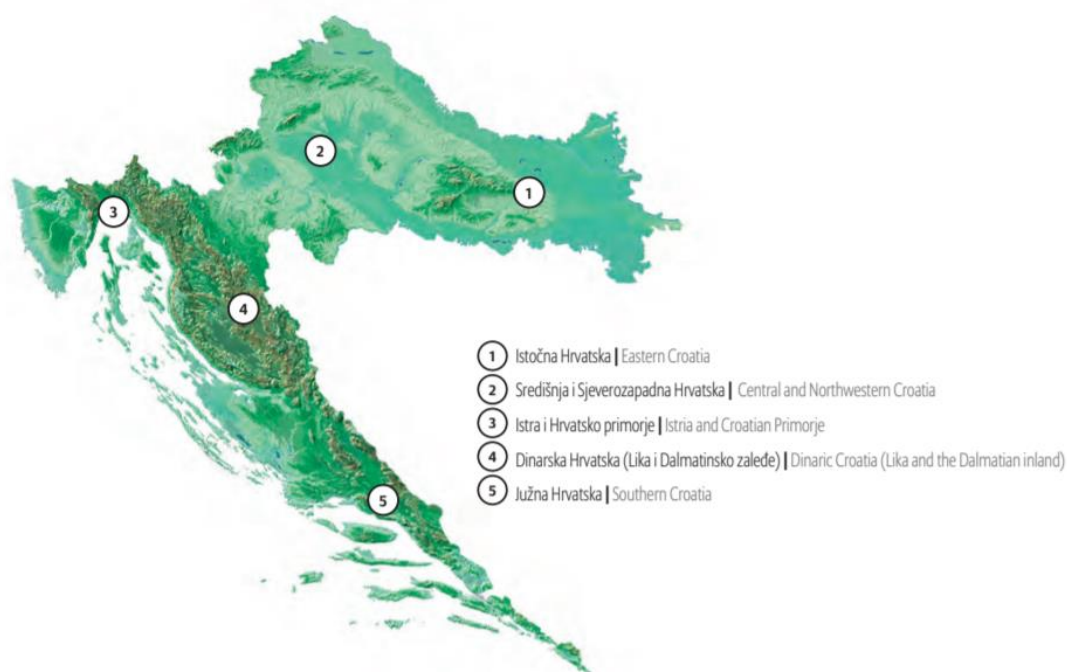 2
1
3
4
5
1 Istočna Hrvatska | Eastern Croatia
2 Središnja i Sjeverozapadna Hrvatska | Central and Northwestern Croatia
3 Istra i Hrvatsko primorje | Istria and Croatian Primorje
4 Dinarska Hrvatska (Lika i Dalmatinsko zaleđe) | Dinaric Croatia (Lika and the Dalmatian inland)
5 Južna Hrvatska | Southern Croatia